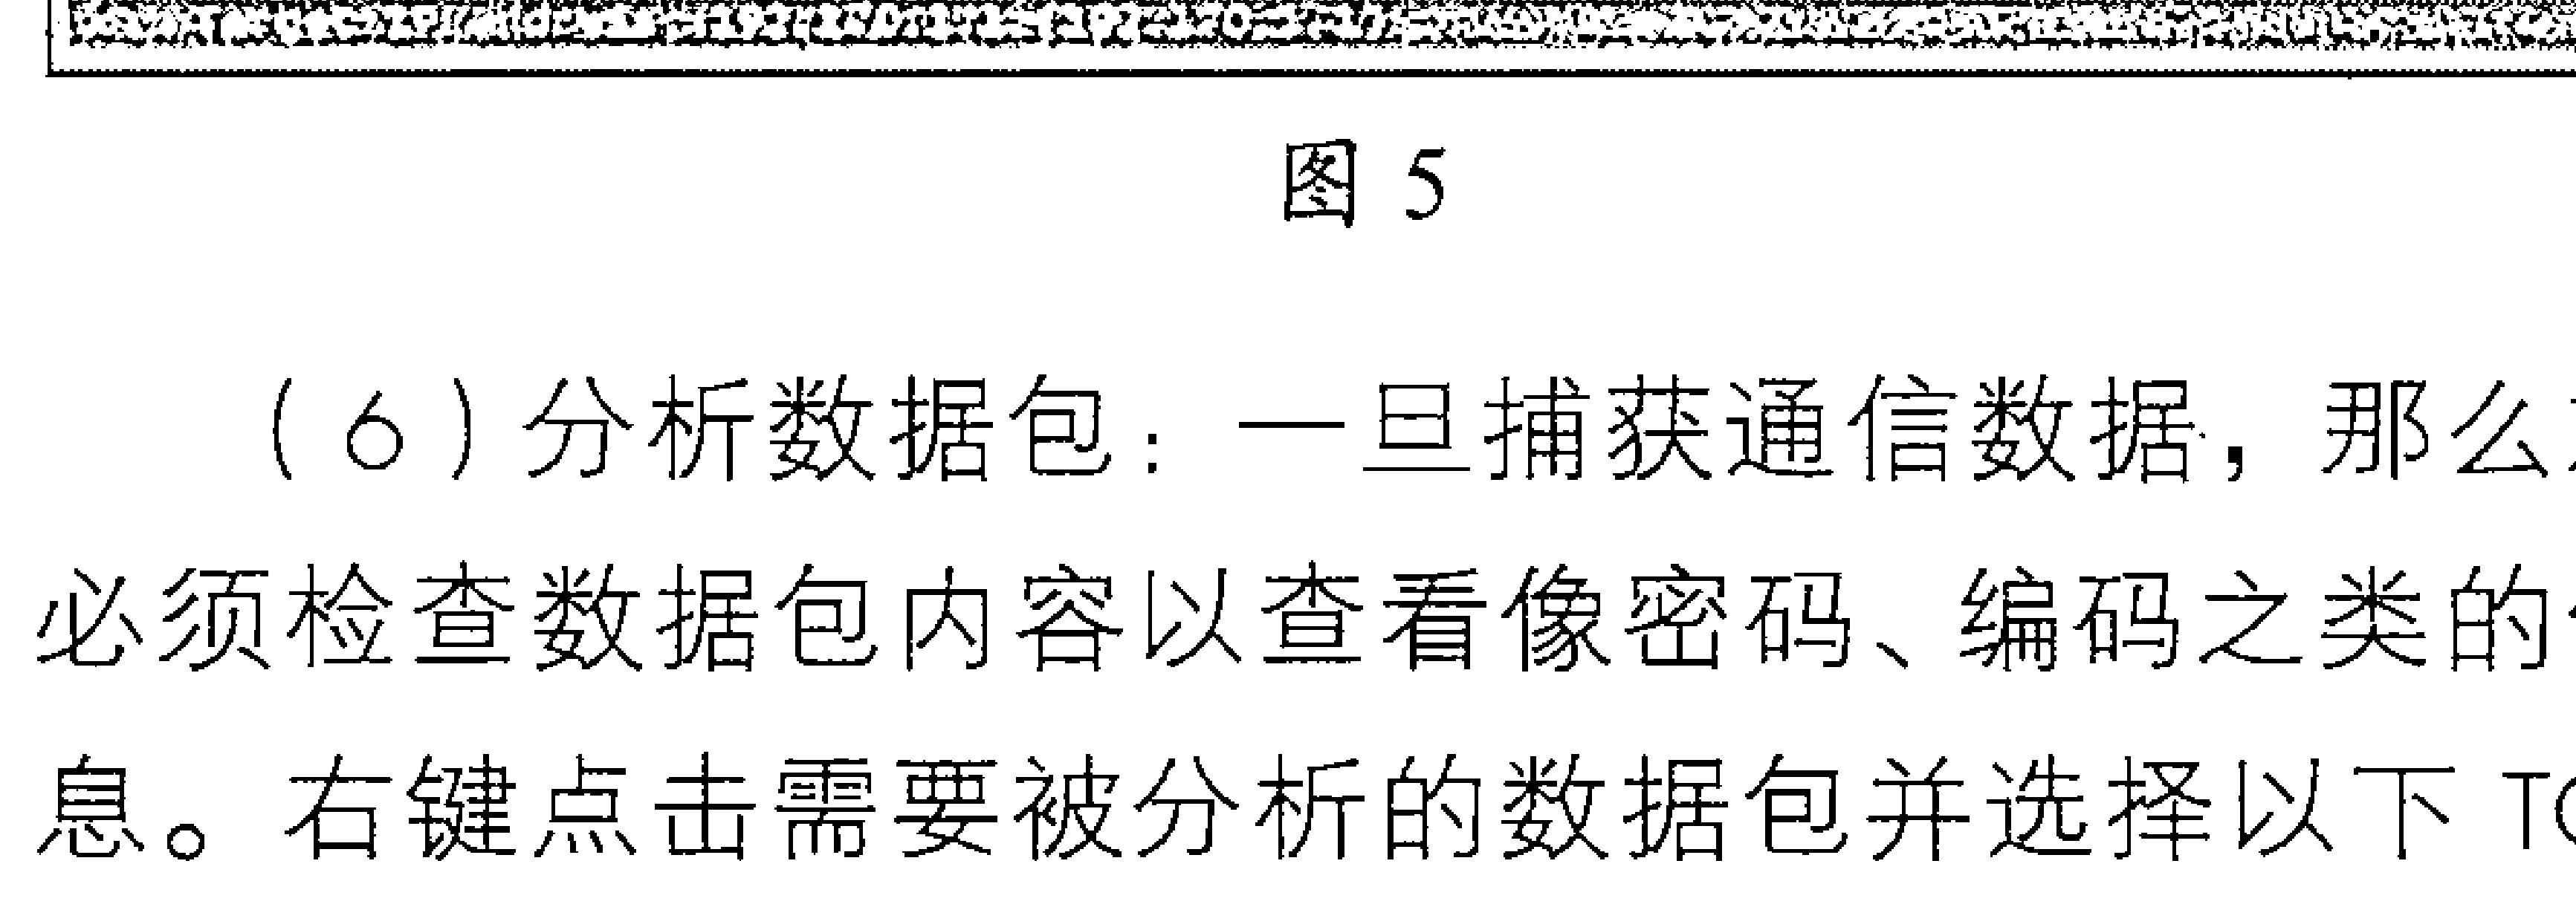 图 5
（6）分析数据包：一旦捕获通信数据，那么
必须检查数据包内容以查看像密码、编码之类的
息。右键点击需要被分析的数据包并选择以下 T